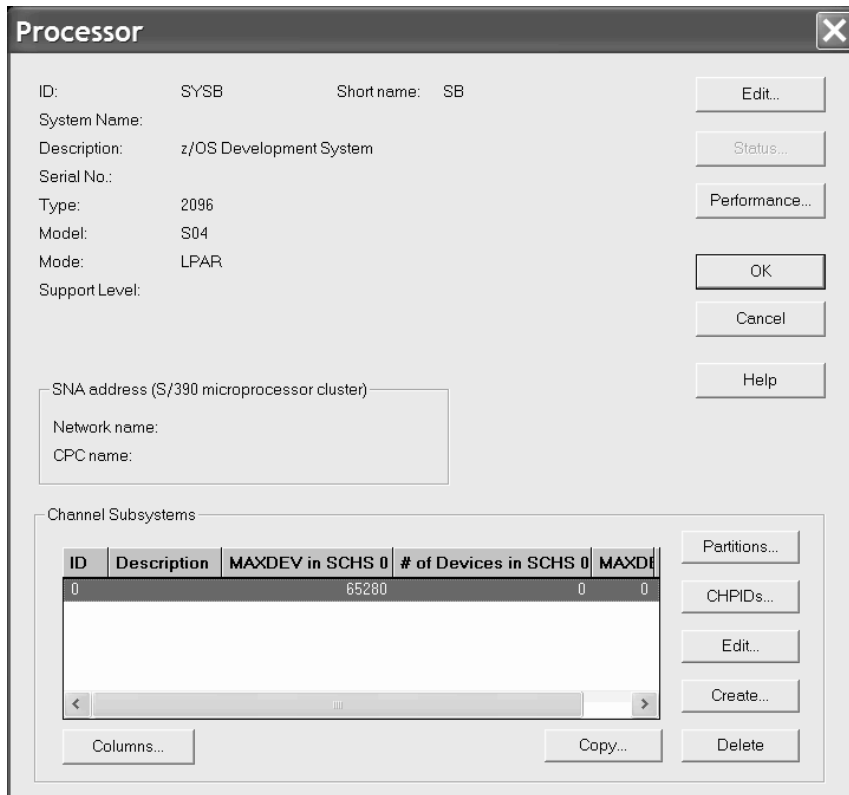 Processor
ID: SYSB Short name: SB
System Name:
Description: z/OS Development System
Serial No.:
Type: 2096
Model: S04
Mode: LPAR
Support Level:
Edit...
Status...
Performance...
OK
Cancel
Help
SNA address (S/390 microprocessor cluster)
Network name:
CPC name:
Channel Subsystems
ID Description MAXDEV in SCHS 0 # of Devices in SCHS 0 MAXDE
0 65280 0 0
Partitions...
CHPIDs...
Edit...
Create...
Columns... Copy... Delete